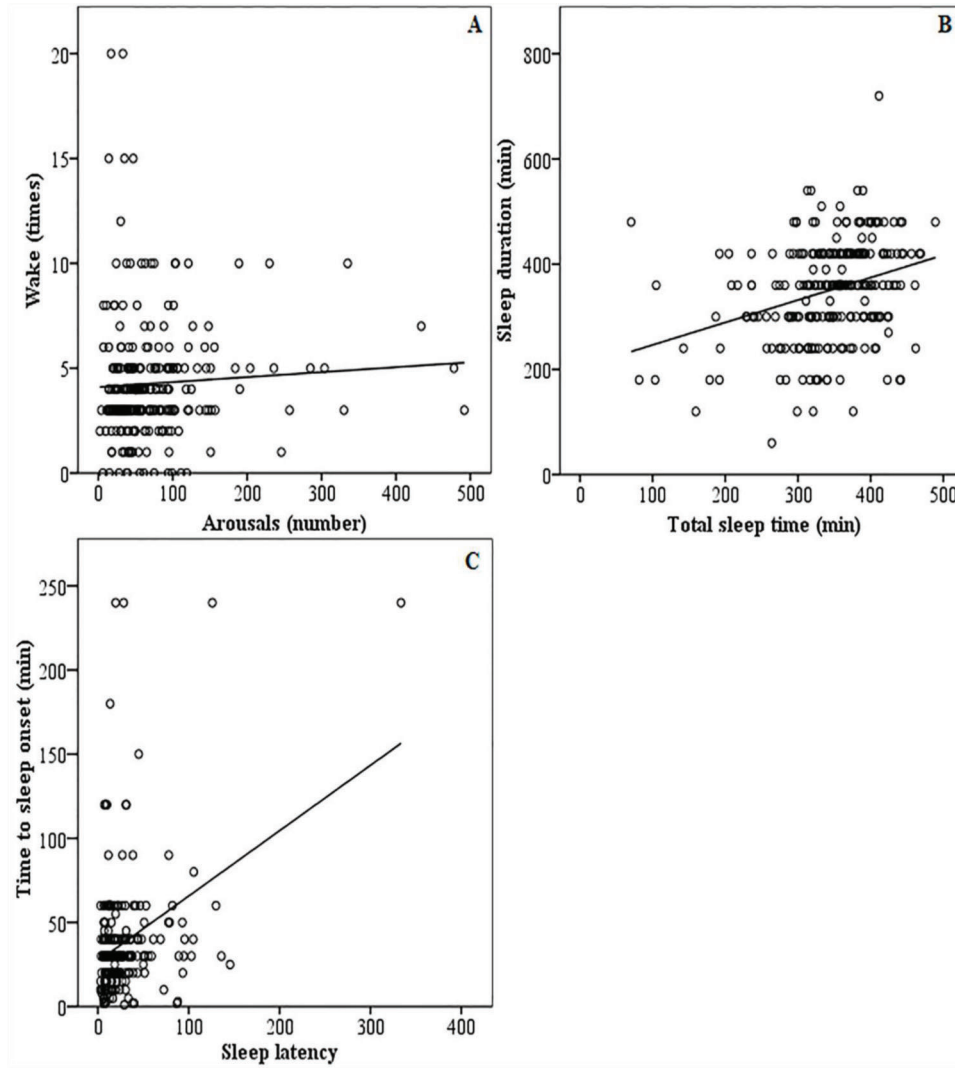 A
20
15
10
5
0
Wake (times)
0 100 200 300 400 500
Arousals (number)
B
800
600
400
200
0
Sleep duration (min)
0 100 200 300 400 500
Total sleep time (min)
C
250
200
150
100
50
0
Time to sleep onset (min)
0 100 200 300 400
Sleep latency